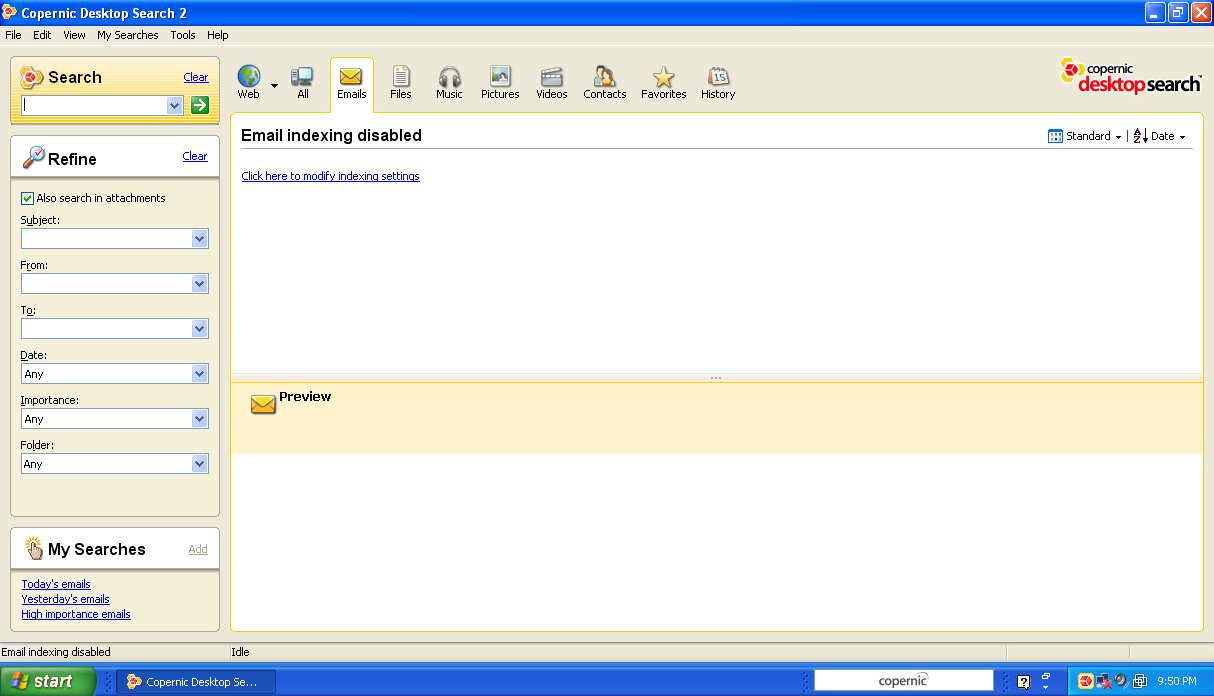 Copernic Desktop Search 2
File Edit View My Searches Tools Help
Search Clear
Web All Emails Files Music Pictures Videos Contacts Favorites History
copernic
desktopsearch™
Refine Clear
Also search in attachments
Subject:
From:
To:
Date:
Any
Importance:
Any
Folder:
Any
My Searches Add
Today's emails
Yesterday's emails
High importance emails
Email indexing disabled
Standard Date
Click here to modify indexing settings
Preview
Email indexing disabled Idle
start Copernic Desktop Se... copernic 9:50 PM